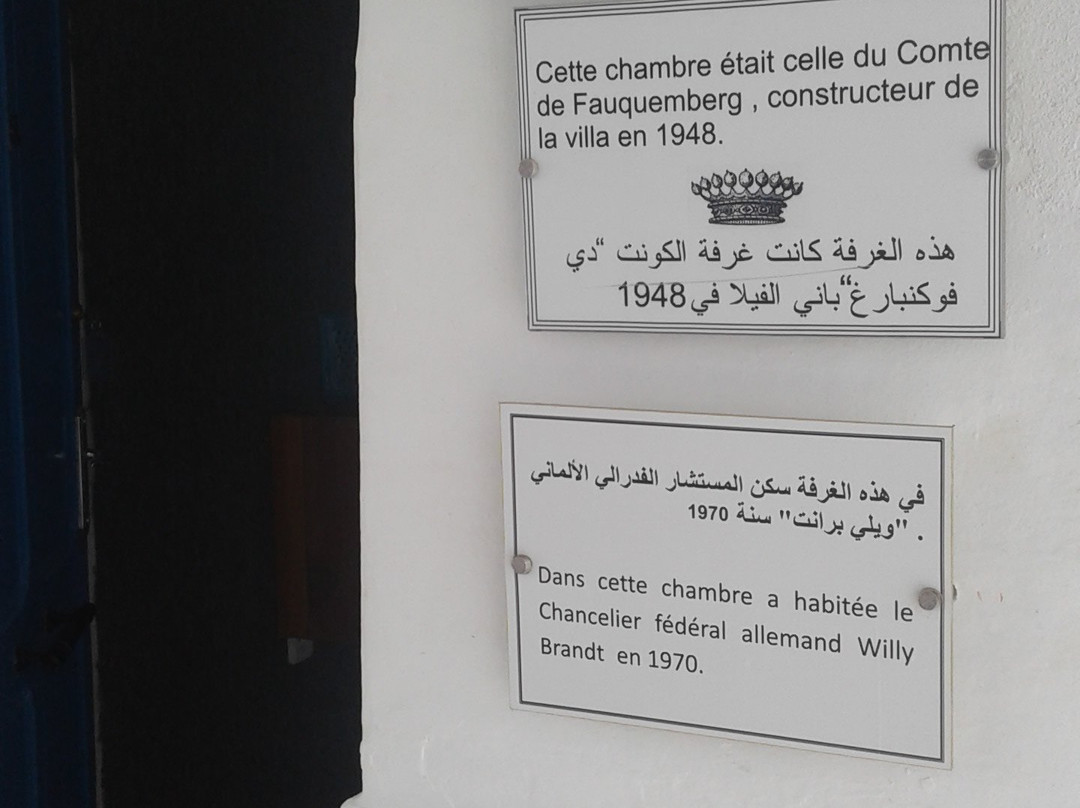 Cette chambre était celle du Comte
de Fauquemberg , constructeur de
la villa en 1948.
هذه الغرفة كانت غرفة الكونت “دي
فوكنبارغ“باني الفيلا في 1948
في هذه الغرفة سكن المستشار الفدرالي الألماني
. "ويلي برانت" سنة 1970
Dans cette chambre a habitée le
Chancelier fédéral allemand Willy
Brandt en 1970.